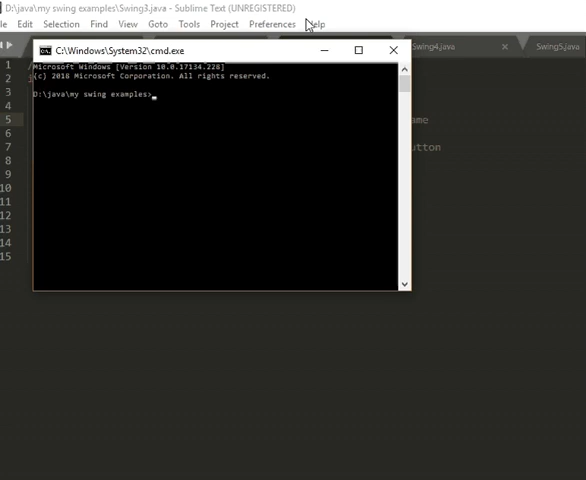 D:\java\my swing examples\Swing3.java - Sublime Text (UNREGISTERED)
le Edit Selection Find View Goto Tools Project Preferences Help
Swing4.java × Swing5.java
C:\Windows\System32\cmd.exe
Microsoft Windows [Version 10.0.17134.228]
(c) 2018 Microsoft Corporation. All rights reserved.
D:\java\my swing examples>
1
2
3
4
5 ame
6
7 utton
8
9
10
11
12
13
14
15